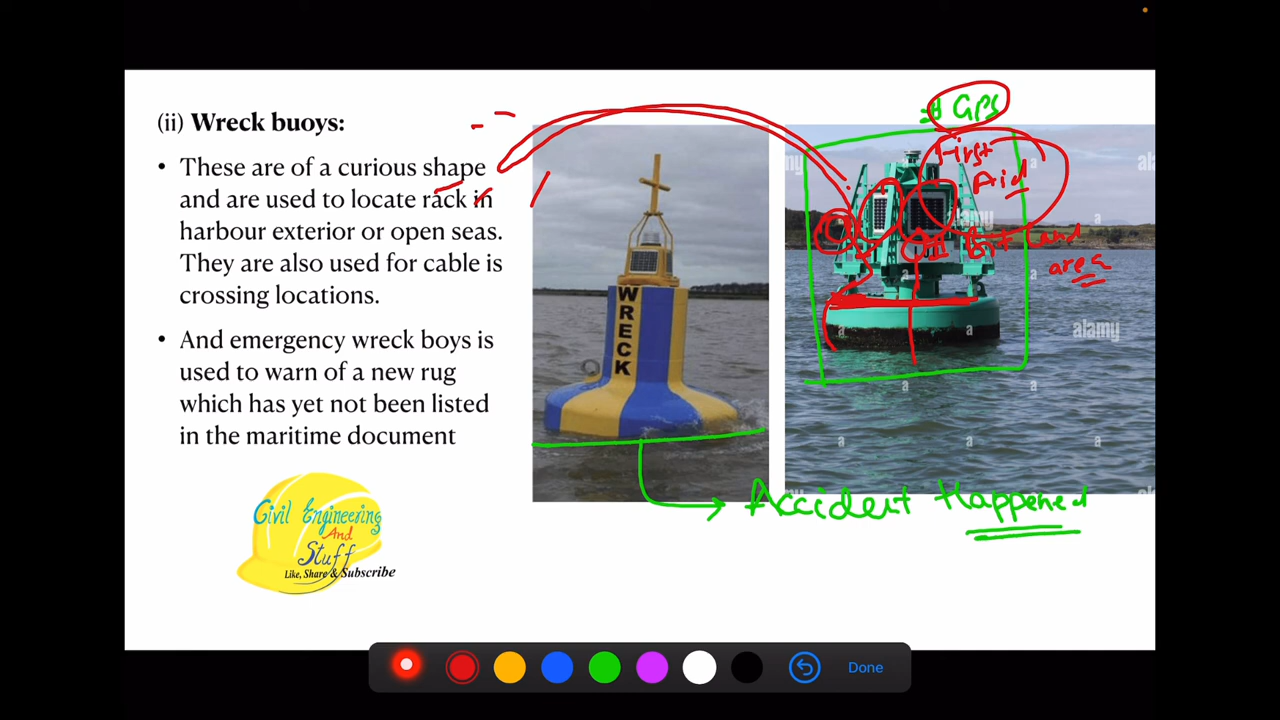 (ii) Wreck buoys:
• These are of a curious shape
and are used to locate rack in
harbour exterior or open seas.
They are also used for cable is
crossing locations.
• And emergency wreck boys is
used to warn of a new rug
which has yet not been listed
in the maritime document
Civil Engineering
And
Stuff
Like, Share & Subscribe
WRECK
GPS
First
Aid
area
alamy
alamy
alamy
a
a
a
a
a
a
a
a
Accident Happened
Done